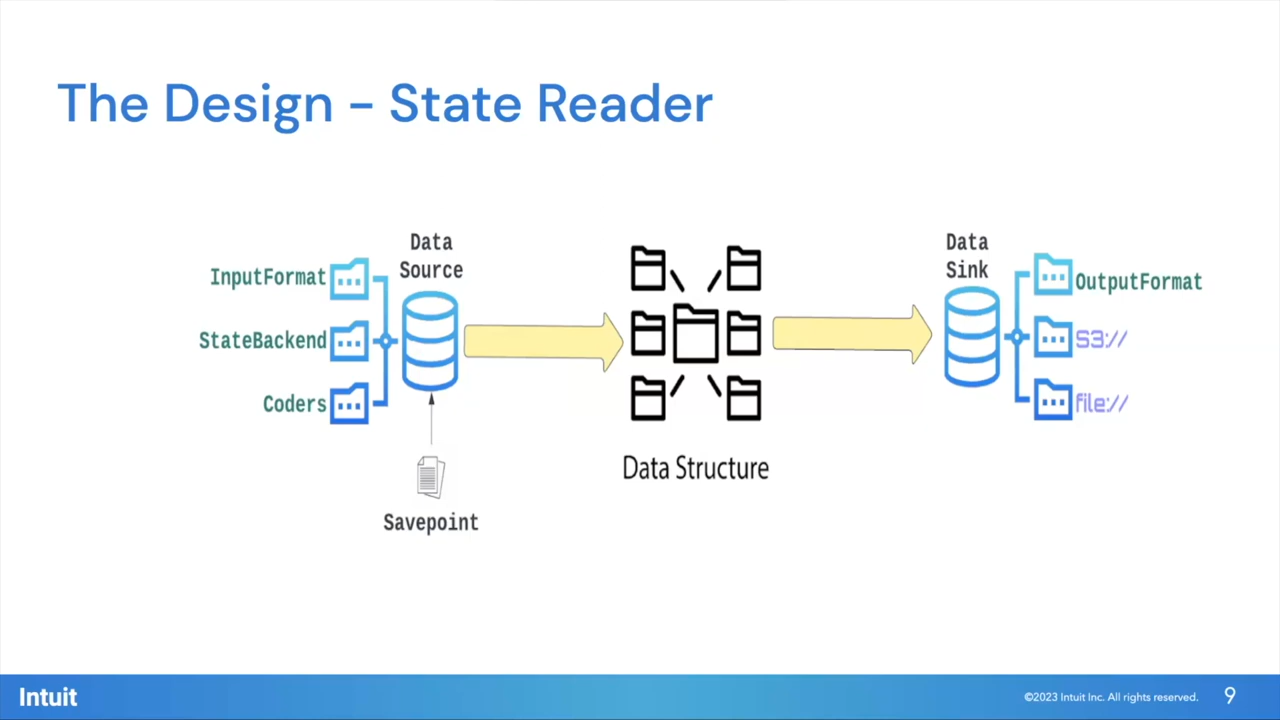 The Design - State Reader
Data
Source
InputFormat
StateBackend
Coders
Savepoint
Data Structure
Data
Sink
OutputFormat
S3://
file://
Intuit
©2023 Intuit Inc. All rights reserved.
9